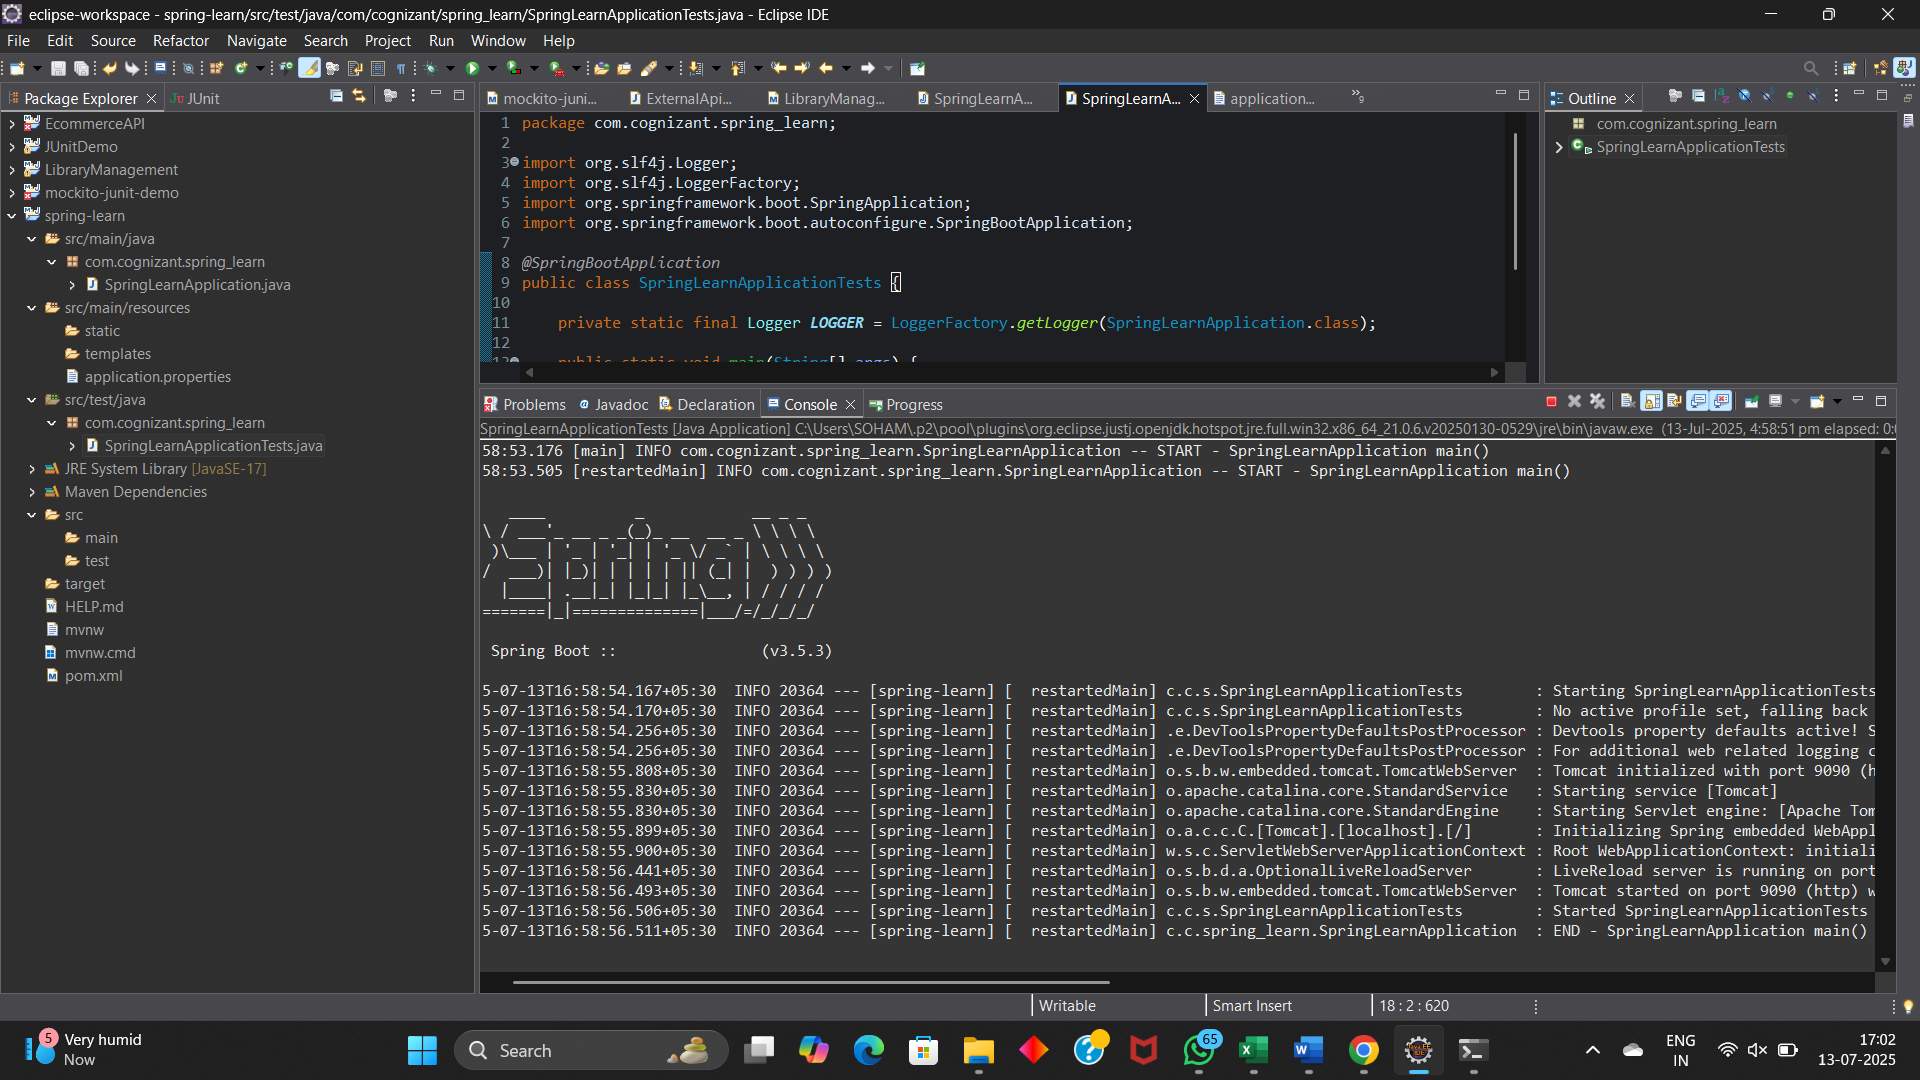 eclipse-workspace - spring-learn/src/test/java/com/cognizant/spring_learn/SpringLearnApplicationTests.java - Eclipse IDE
File Edit Source Refactor Navigate Search Project Run Window Help
Package Explorer
JUnit
EcommerceAPI
JUnitDemo
LibraryManagement
mockito-junit-demo
spring-learn
src/main/java
com.cognizant.spring_learn
SpringLearnApplication.java
src/main/resources
static
templates
application.properties
src/test/java
com.cognizant.spring_learn
SpringLearnApplicationTests.java
JRE System Library [JavaSE-17]
Maven Dependencies
src
main
test
target
HELP.md
mvnw
mvnw.cmd
pom.xml
mockito-juni...
ExternalApi...
LibraryManag...
SpringLearnA...
SpringLearnA...
application...
»9
1 package com.cognizant.spring_learn;
2
3 import org.slf4j.Logger;
4 import org.slf4j.LoggerFactory;
5 import org.springframework.boot.SpringApplication;
6 import org.springframework.boot.autoconfigure.SpringBootApplication;
7
8 @SpringBootApplication
9 public class SpringLearnApplicationTests {
10
11 private static final Logger LOGGER = LoggerFactory.getLogger(SpringLearnApplication.class);
12
public static void main(String[] args) {
Outline
com.cognizant.spring_learn
SpringLearnApplicationTests
Problems Javadoc Declaration Console Progress
SpringLearnApplicationTests [Java Application] C:\Users\SOHAM\.p2\pool\plugins\org.eclipse.justj.openjdk.hotspot.jre.full.win32.x86_64_21.0.6.v20250130-0529\jre\bin\javaw.exe (13-Jul-2025, 4:58:51 pm elapsed: 0:0
58:53.176 [main] INFO com.cognizant.spring_learn.SpringLearnApplication -- START - SpringLearnApplication main()
58:53.505 [restartedMain] INFO com.cognizant.spring_learn.SpringLearnApplication -- START - SpringLearnApplication main()
Spring
Spring Boot :: (v3.5.3)
5-07-13T16:58:54.167+05:30 INFO 20364 --- [spring-learn] [ restartedMain] c.c.s.SpringLearnApplicationTests : Starting SpringLearnApplicationTests
5-07-13T16:58:54.170+05:30 INFO 20364 --- [spring-learn] [ restartedMain] c.c.s.SpringLearnApplicationTests : No active profile set, falling back
5-07-13T16:58:54.256+05:30 INFO 20364 --- [spring-learn] [ restartedMain] .e.DevToolsPropertyDefaultsPostProcessor : Devtools property defaults active! S
5-07-13T16:58:54.256+05:30 INFO 20364 --- [spring-learn] [ restartedMain] .e.DevToolsPropertyDefaultsPostProcessor : For additional web related logging c
5-07-13T16:58:55.808+05:30 INFO 20364 --- [spring-learn] [ restartedMain] o.s.b.w.embedded.tomcat.TomcatWebServer : Tomcat initialized with port 9090 (h
5-07-13T16:58:55.830+05:30 INFO 20364 --- [spring-learn] [ restartedMain] o.apache.catalina.core.StandardService : Starting service [Tomcat]
5-07-13T16:58:55.830+05:30 INFO 20364 --- [spring-learn] [ restartedMain] o.apache.catalina.core.StandardEngine : Starting Servlet engine: [Apache Tom
5-07-13T16:58:55.899+05:30 INFO 20364 --- [spring-learn] [ restartedMain] o.a.c.c.C.[Tomcat].[localhost].[/] : Initializing Spring embedded WebAppl
5-07-13T16:58:55.900+05:30 INFO 20364 --- [spring-learn] [ restartedMain] w.s.c.ServletWebServerApplicationContext : Root WebApplicationContext: initiali
5-07-13T16:58:56.441+05:30 INFO 20364 --- [spring-learn] [ restartedMain] o.s.b.d.a.OptionalLiveReloadServer : LiveReload server is running on port
5-07-13T16:58:56.493+05:30 INFO 20364 --- [spring-learn] [ restartedMain] o.s.b.w.embedded.tomcat.TomcatWebServer : Tomcat started on port 9090 (http) w
5-07-13T16:58:56.506+05:30 INFO 20364 --- [spring-learn] [ restartedMain] c.c.s.SpringLearnApplicationTests : Started SpringLearnApplicationTests
5-07-13T16:58:56.511+05:30 INFO 20364 --- [spring-learn] [ restartedMain] c.c.spring_learn.SpringLearnApplication : END - SpringLearnApplication main()
Writable Smart Insert 18 : 2 : 620
5
Very humid
Now
Search
65
ENG
IN
17:02
13-07-2025